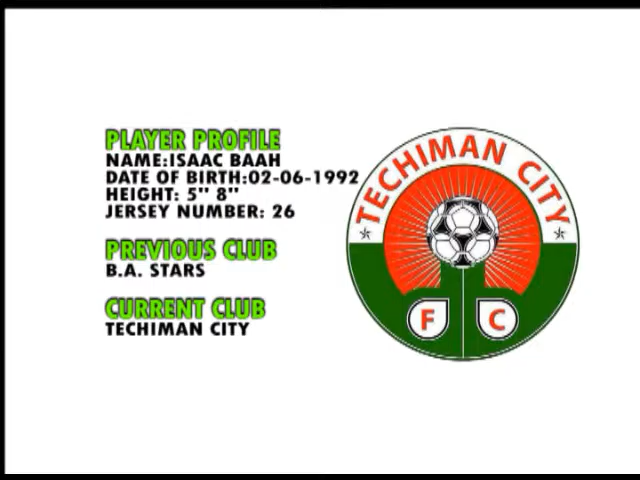 PLAYER PROFILE
NAME:ISAAC BAAH
DATE OF BIRTH:02-06-1992
HEIGHT: 5" 8"
JERSEY NUMBER: 26
PREVIOUS CLUB
B.A. STARS
CURRENT CLUB
TECHIMAN CITY
TECHIMAN CITY
F C